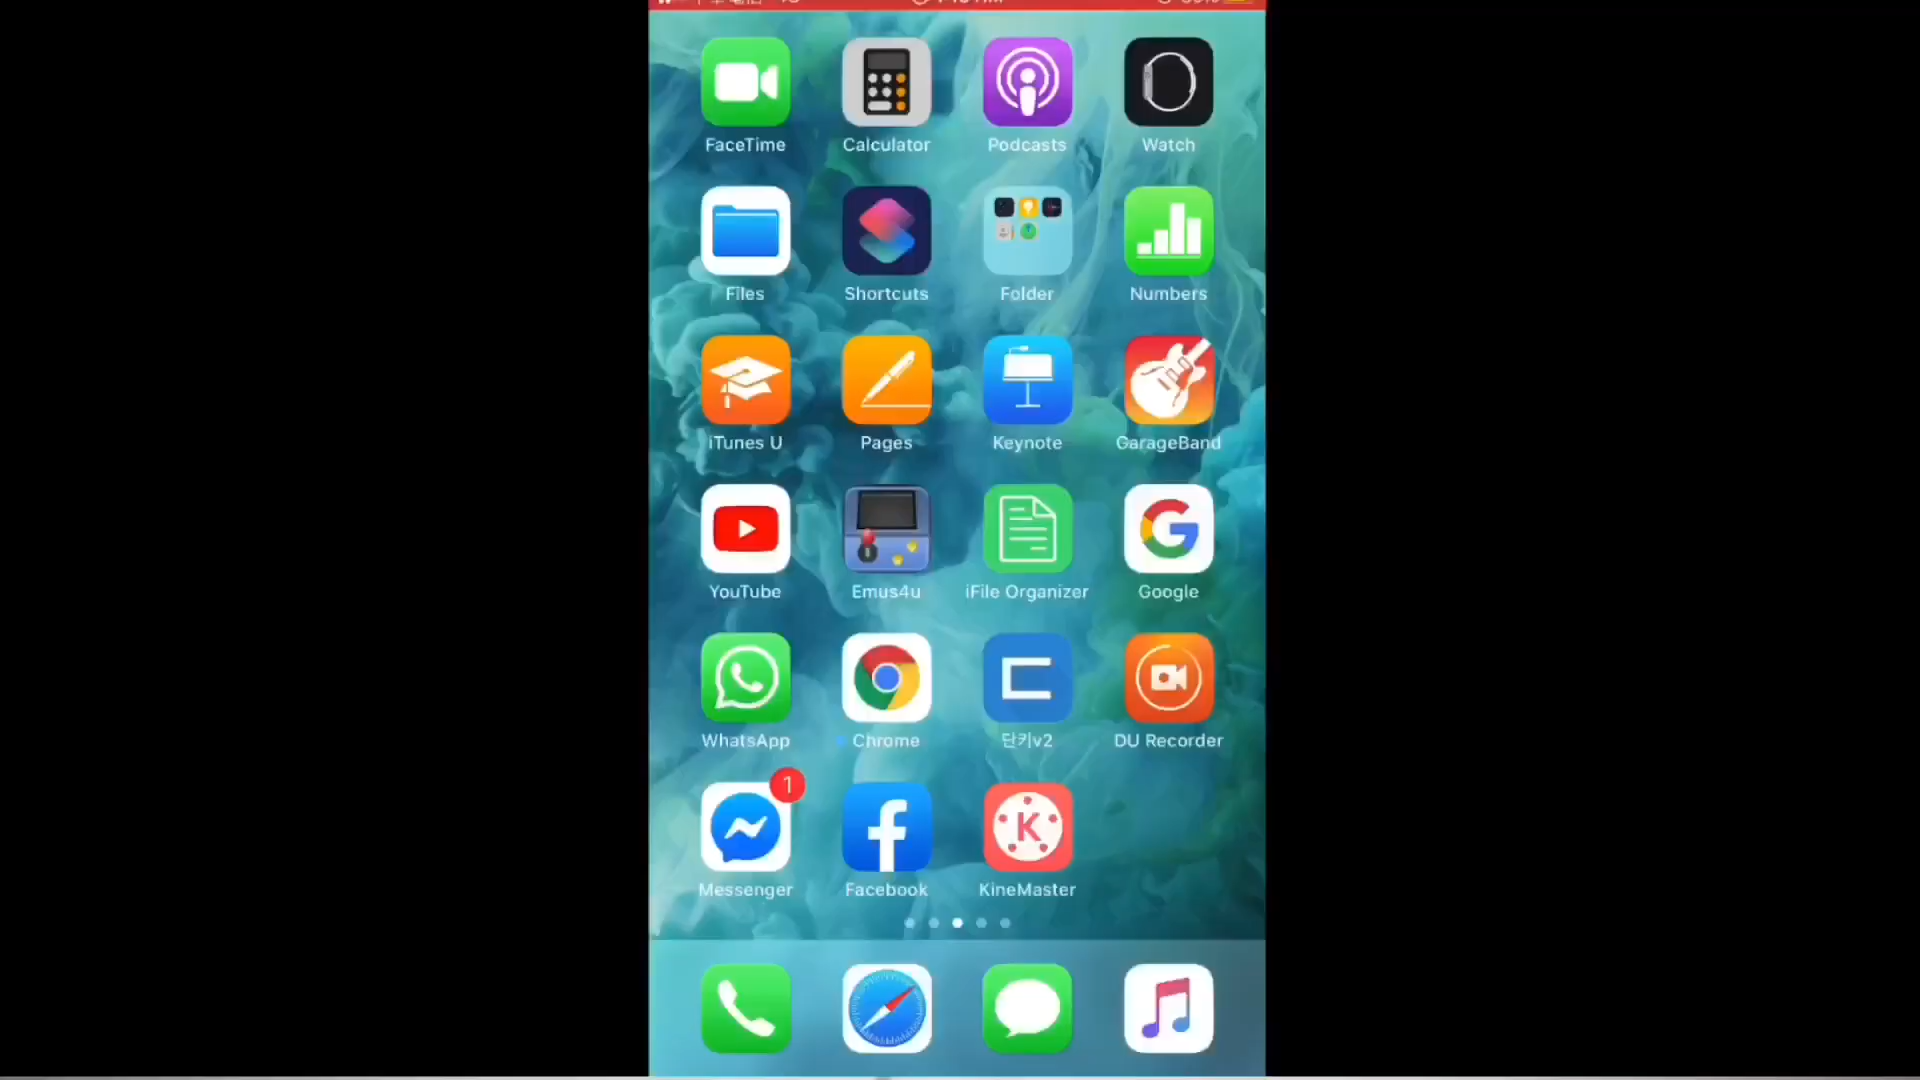 FaceTime Calculator Podcasts Watch
Files Shortcuts Folder Numbers
iTunes U Pages Keynote GarageBand
YouTube Emus4u iFile Organizer Google
WhatsApp Chrome 단키v2 DU Recorder
1
Messenger Facebook KineMaster